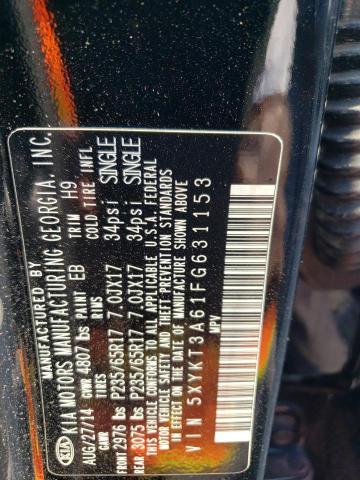 KIA KIA MOTORS MANUFACTURING GEORGIA, INC.
AUG/27/14 GVWR 4807 lbs PAINT EB TRIM H9
GAWR TIRES RIMS COLD TIRE INFL
FRONT 2976 lbs P235/65R17 7.0JX17 34psi SINGLE
REAR 3075 lbs P235/65R17 7.0JX17 34psi SINGLE
THIS VEHICLE CONFORMS TO ALL APPLICABLE U.S.A. FEDERAL
MOTOR VEHICLE SAFETY, BUMPER, AND THEFT PREVENTION STANDARDS
IN EFFECT ON THE DATE OF MANUFACTURE SHOWN ABOVE.
VIN 5XYKT3A61FG631153
MPV